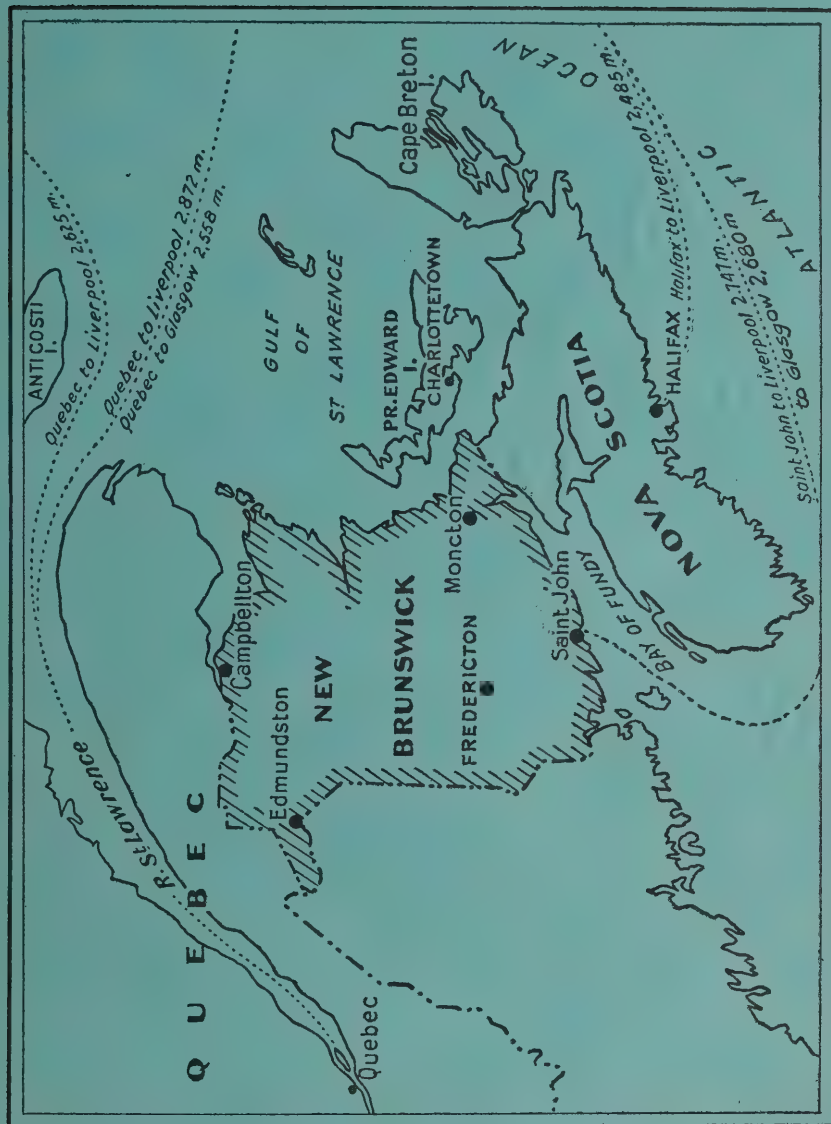 ANTICOSTI
I.
Quebec to Liverpool 2,625 m.
Quebec to Liverpool 2,872 m.
Quebec to Glasgow 2,558 m.
R. St. Lawrence
QUEBEC
Quebec
GULF
OF
ST LAWRENCE
Campbellton
Edmundston
NEW
BRUNSWICK
FREDERICTON
Moncton
Saint John
PR. EDWARD
I.
CHARLOTTETOWN
Cape Breton
I.
BAY OF FUNDY
NOVA SCOTIA
HALIFAX
Halifax to Liverpool 2,485 m.
Saint John to Liverpool 2,747 m.
to Glasgow 2,680 m
ATLANTIC
OCEAN